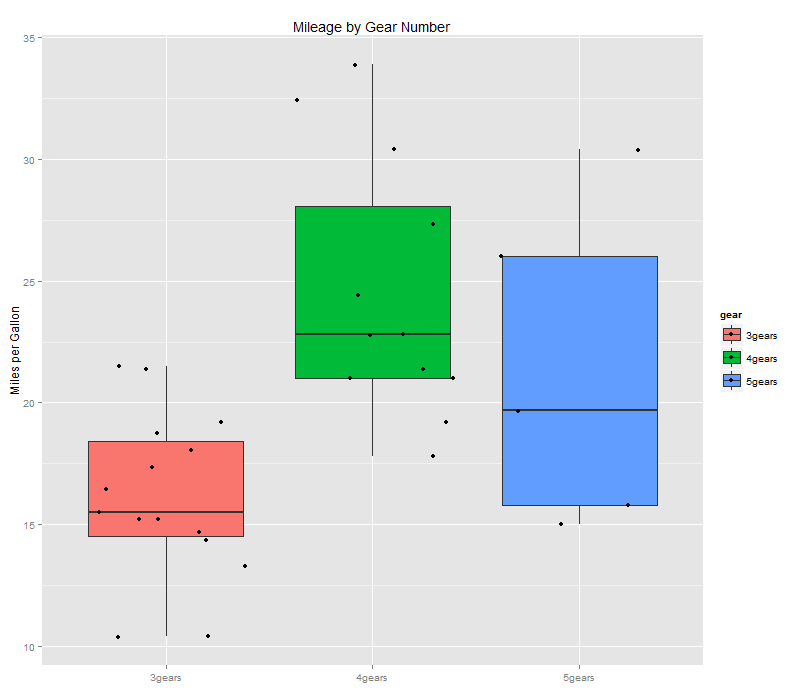 Mileage by Gear Number
Miles per Gallon
35
30
25
20
15
10
3gears
4gears
5gears
gear
3gears
4gears
5gears